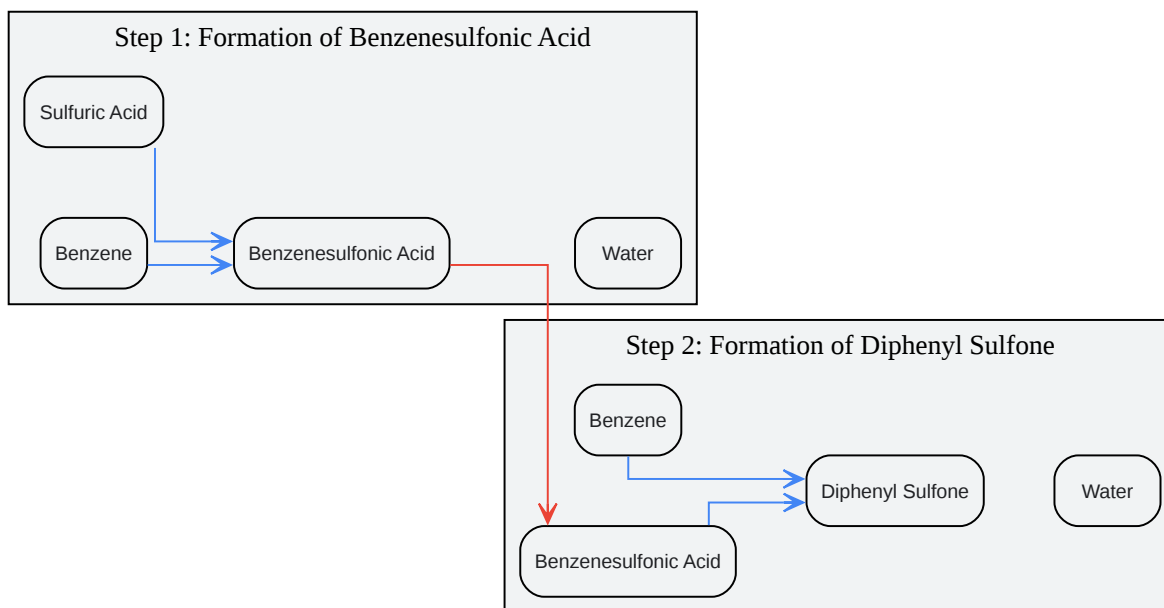 Step 1: Formation of Benzenesulfonic Acid
Sulfuric Acid
Benzene
Benzenesulfonic Acid
Water
Step 2: Formation of Diphenyl Sulfone
Benzene
Diphenyl Sulfone
Water
Benzenesulfonic Acid